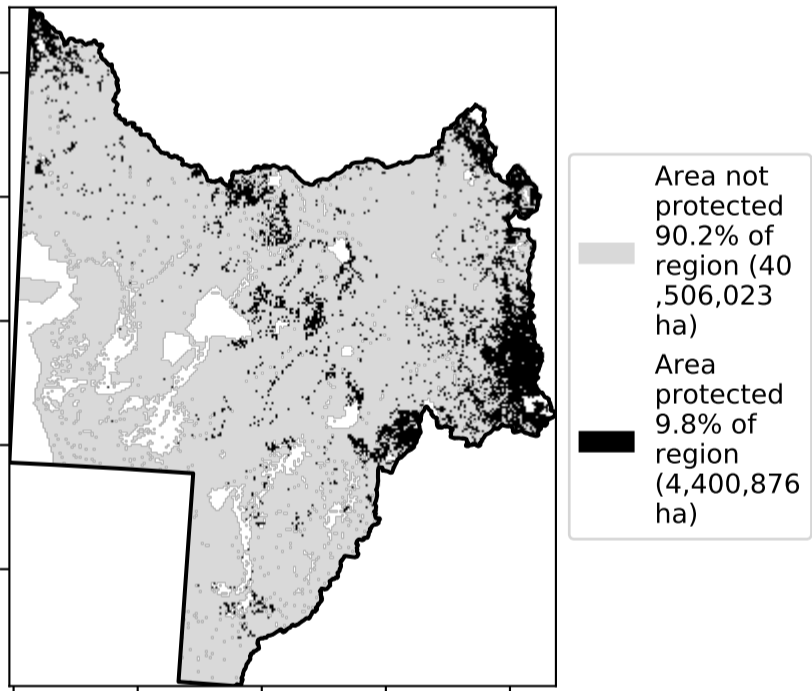 Area not
protected
90.2% of
region (40
,506,023
ha)
Area
protected
9.8% of
region
(4,400,876
ha)